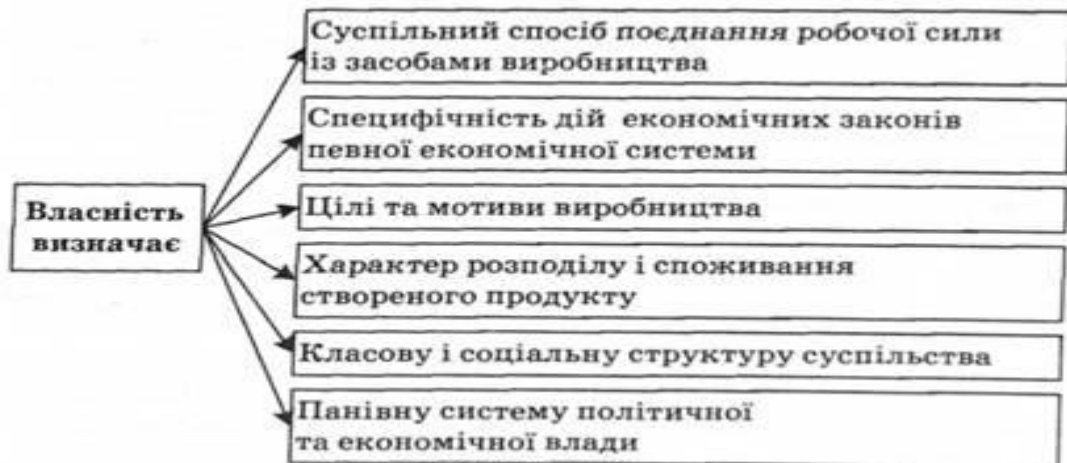 Власність
визначає
Суспільний спосіб поєднання робочої сили
із засобами виробництва
Специфічність дій економічних законів
певної економічної системи
Цілі та мотиви виробництва
Характер розподілу і споживання
створеного продукту
Класову і соціальну структуру суспільства
Панівну систему політичної
та економічної влади